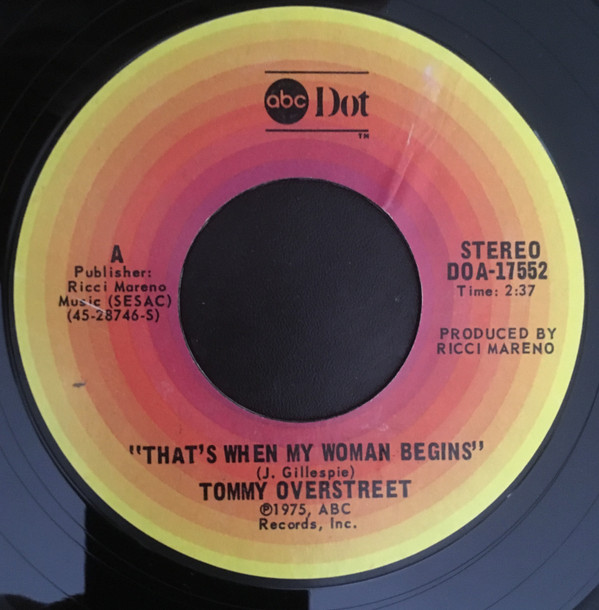 abc Dot
TM
A
Publisher:
Ricci Mareno
Music (SESAC)
(45-28746-S)
STEREO
DOA-17552
Time: 2:37
PRODUCED BY
RICCI MARENO
"THAT'S WHEN MY WOMAN BEGINS"
(J. Gillespie)
TOMMY OVERSTREET
℗1975, ABC
Records, Inc.